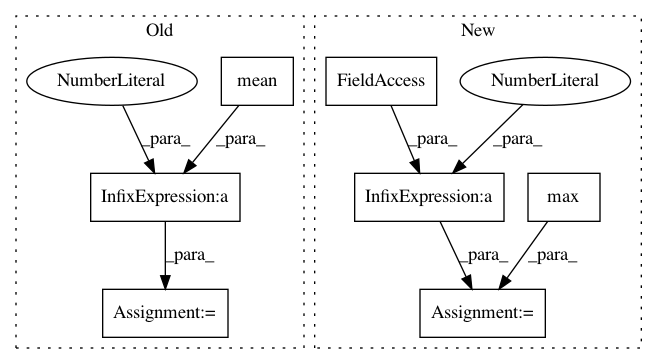 Old
New
NumberLiteral
mean
FieldAccess
NumberLiteral
_para_
_para_
_para_
_para_
InfixExpression:a
InfixExpression:a
max
_para_
_para_
_para_
Assignment:=
Assignment:=